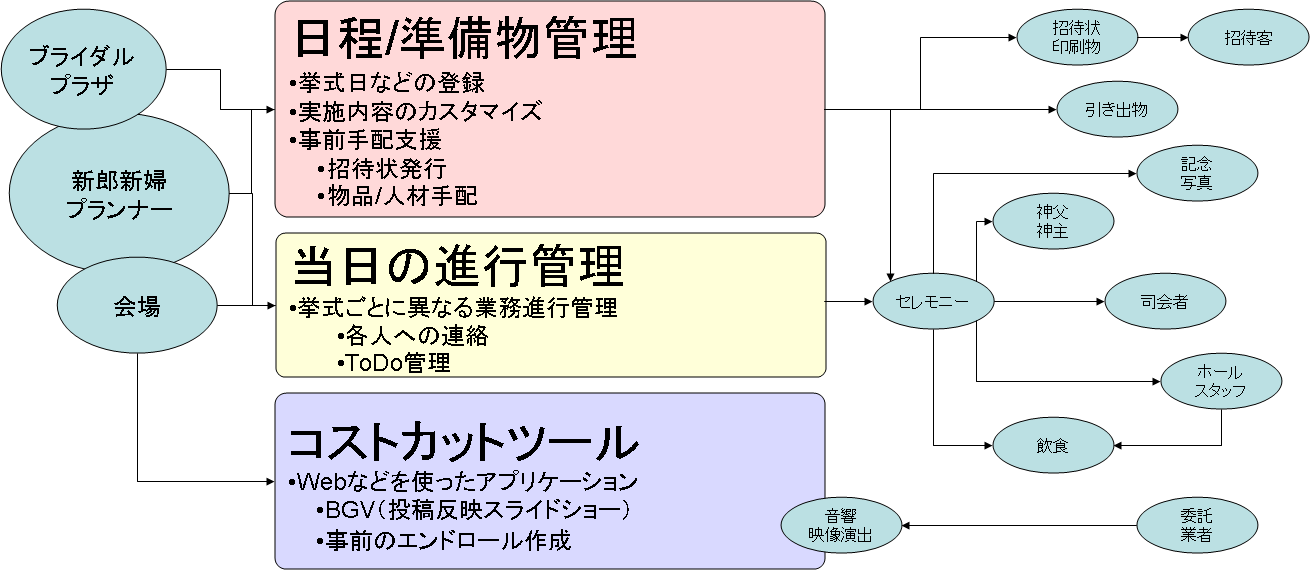 ブライダル
プラザ
新郎新婦
プランナー
会場
日程/準備物管理
•挙式日などの登録
•実施内容のカスタマイズ
•事前手配支援
•招待状発行
•物品/人材手配
当日の進行管理
•挙式ごとに異なる業務進行管理
•各人への連絡
•ToDo管理
コストカットツール
•Webなどを使ったアプリケーション
•BGV（投稿反映スライドショー）
•事前のエンドロール作成
招待状
印刷物
招待客
引き出物
記念
写真
神父
神主
セレモニー
司会者
ホール
スタッフ
飲食
音響
映像演出
委託
業者